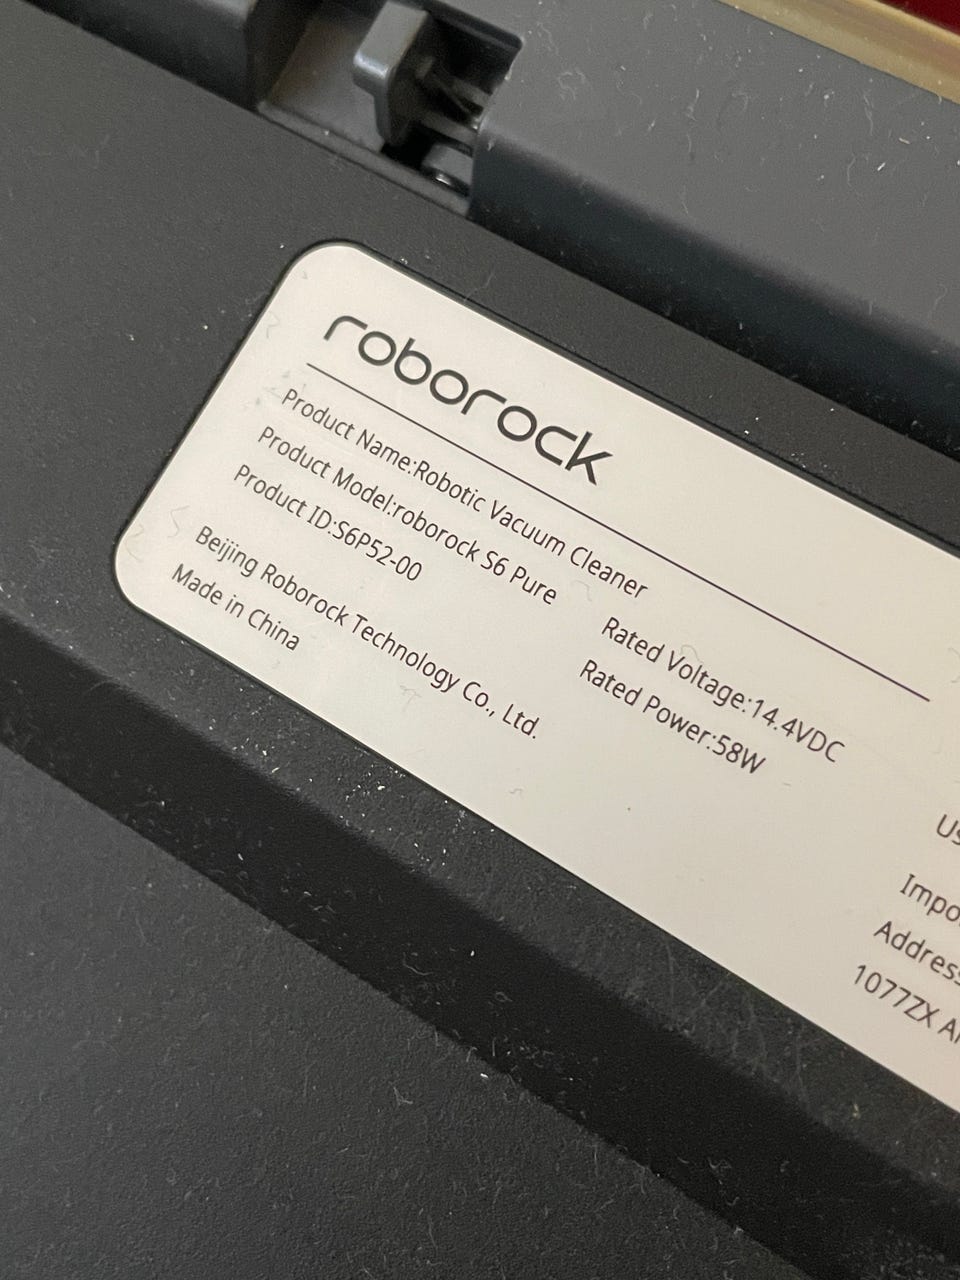 roborock
Product Name:Robotic Vacuum Cleaner
Product Model:roborock S6 Pure
Product ID:S6P52-00
Rated Voltage:14.4VDC
Rated Power:58W
Beijing Roborock Technology Co., Ltd.
Made in China
1077ZX